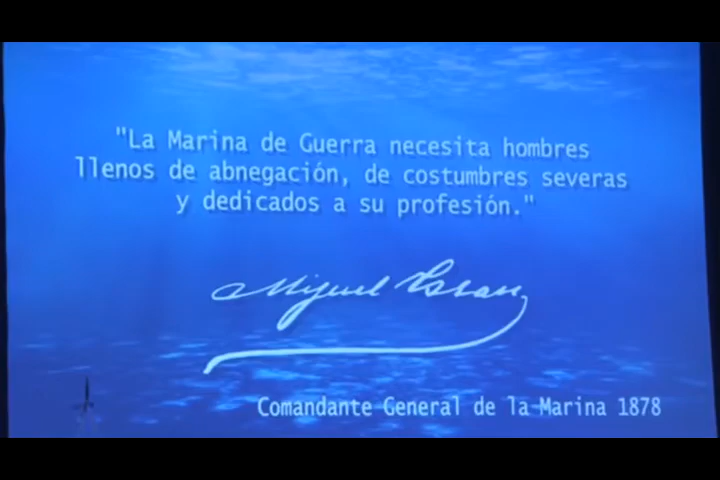 "La Marina de Guerra necesita hombres
llenos de abnegación, de costumbres severas
y dedicados a su profesión."
Miguel Grau
Comandante General de la Marina 1878